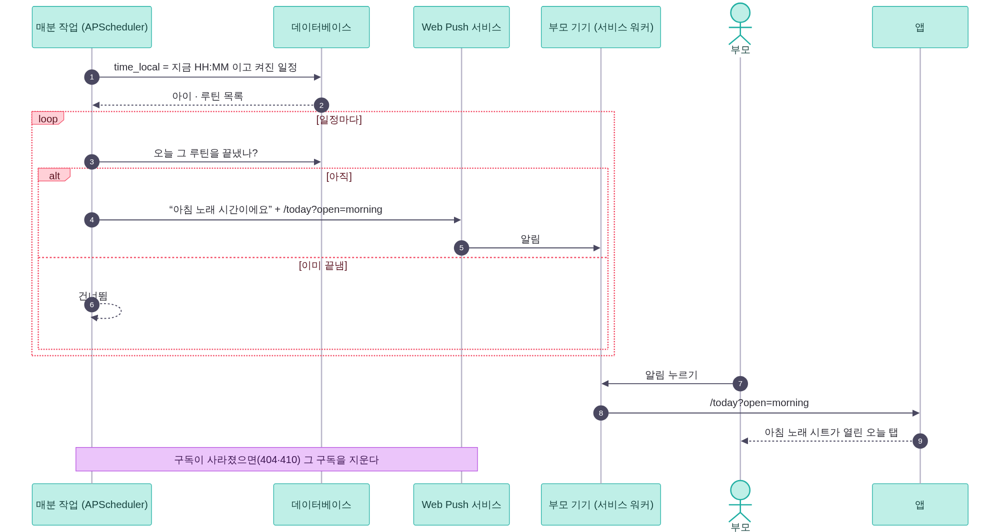 매분 작업 (APScheduler)
데이터베이스
Web Push 서비스
부모 기기 (서비스 워커)
부모
앱
time_local = 지금 HH:MM 이고 켜진 일정
1
아이 · 루틴 목록
2
loop
[일정마다]
오늘 그 루틴을 끝냈나?
3
alt
[아직]
“아침 노래 시간이에요” + /today?open=morning
4
알림
5
[이미 끝냄]
건너뜀
6
알림 누르기
7
/today?open=morning
8
아침 노래 시트가 열린 오늘 탭
9
구독이 사라졌으면(404·410) 그 구독을 지운다
매분 작업 (APScheduler)
데이터베이스
Web Push 서비스
부모 기기 (서비스 워커)
부모
앱